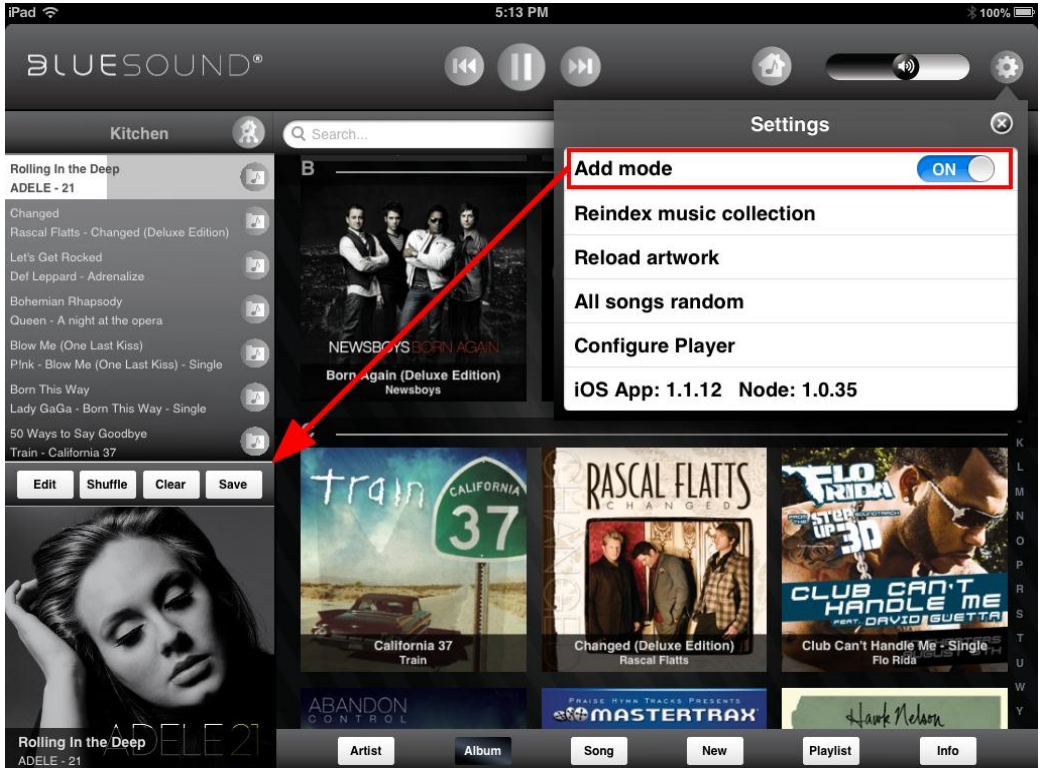 iPad
5:13 PM
100%
BLUESOUND®
Kitchen
Search...
Settings
Add mode
ON
Reindex music collection
Reload artwork
All songs random
Configure Player
iOS App: 1.1.12 Node: 1.0.35
Rolling In the Deep
ADELE - 21
Changed
Rascal Flatts - Changed (Deluxe Edition)
Let's Get Rocked
Def Leppard - Adrenalize
Bohemian Rhapsody
Queen - A night at the opera
Blow Me (One Last Kiss)
P!nk - Blow Me (One Last Kiss) - Single
Born This Way
Lady GaGa - Born This Way - Single
50 Ways to Say Goodbye
Train - California 37
Edit Shuffle Clear Save
ADELE 21
Rolling In the Deep
ADELE - 21
B
NEWSBOYS BORN AGAIN
Born Again (Deluxe Edition)
Newsboys
C
train
CALIFORNIA
37
California 37
Train
RASCAL FLATTS
CHANGED
Changed (Deluxe Edition)
Rascal Flatts
FLO
RIDA
FROM THE
STEP
UP 3D
SOUNDTRACK
CLUB CAN'T
HANDLE ME
FEAT. DAVID GUETTA
Club Can't Handle Me - Single
Flo Rida
ABANDON
CONTROL
PRAISE HYMN TRACKS PRESENTS
MASTERTRAX
Hawk Nelson
K
L
M
N
O
P
R
S
T
U
W
Y
Artist Album Song New Playlist Info